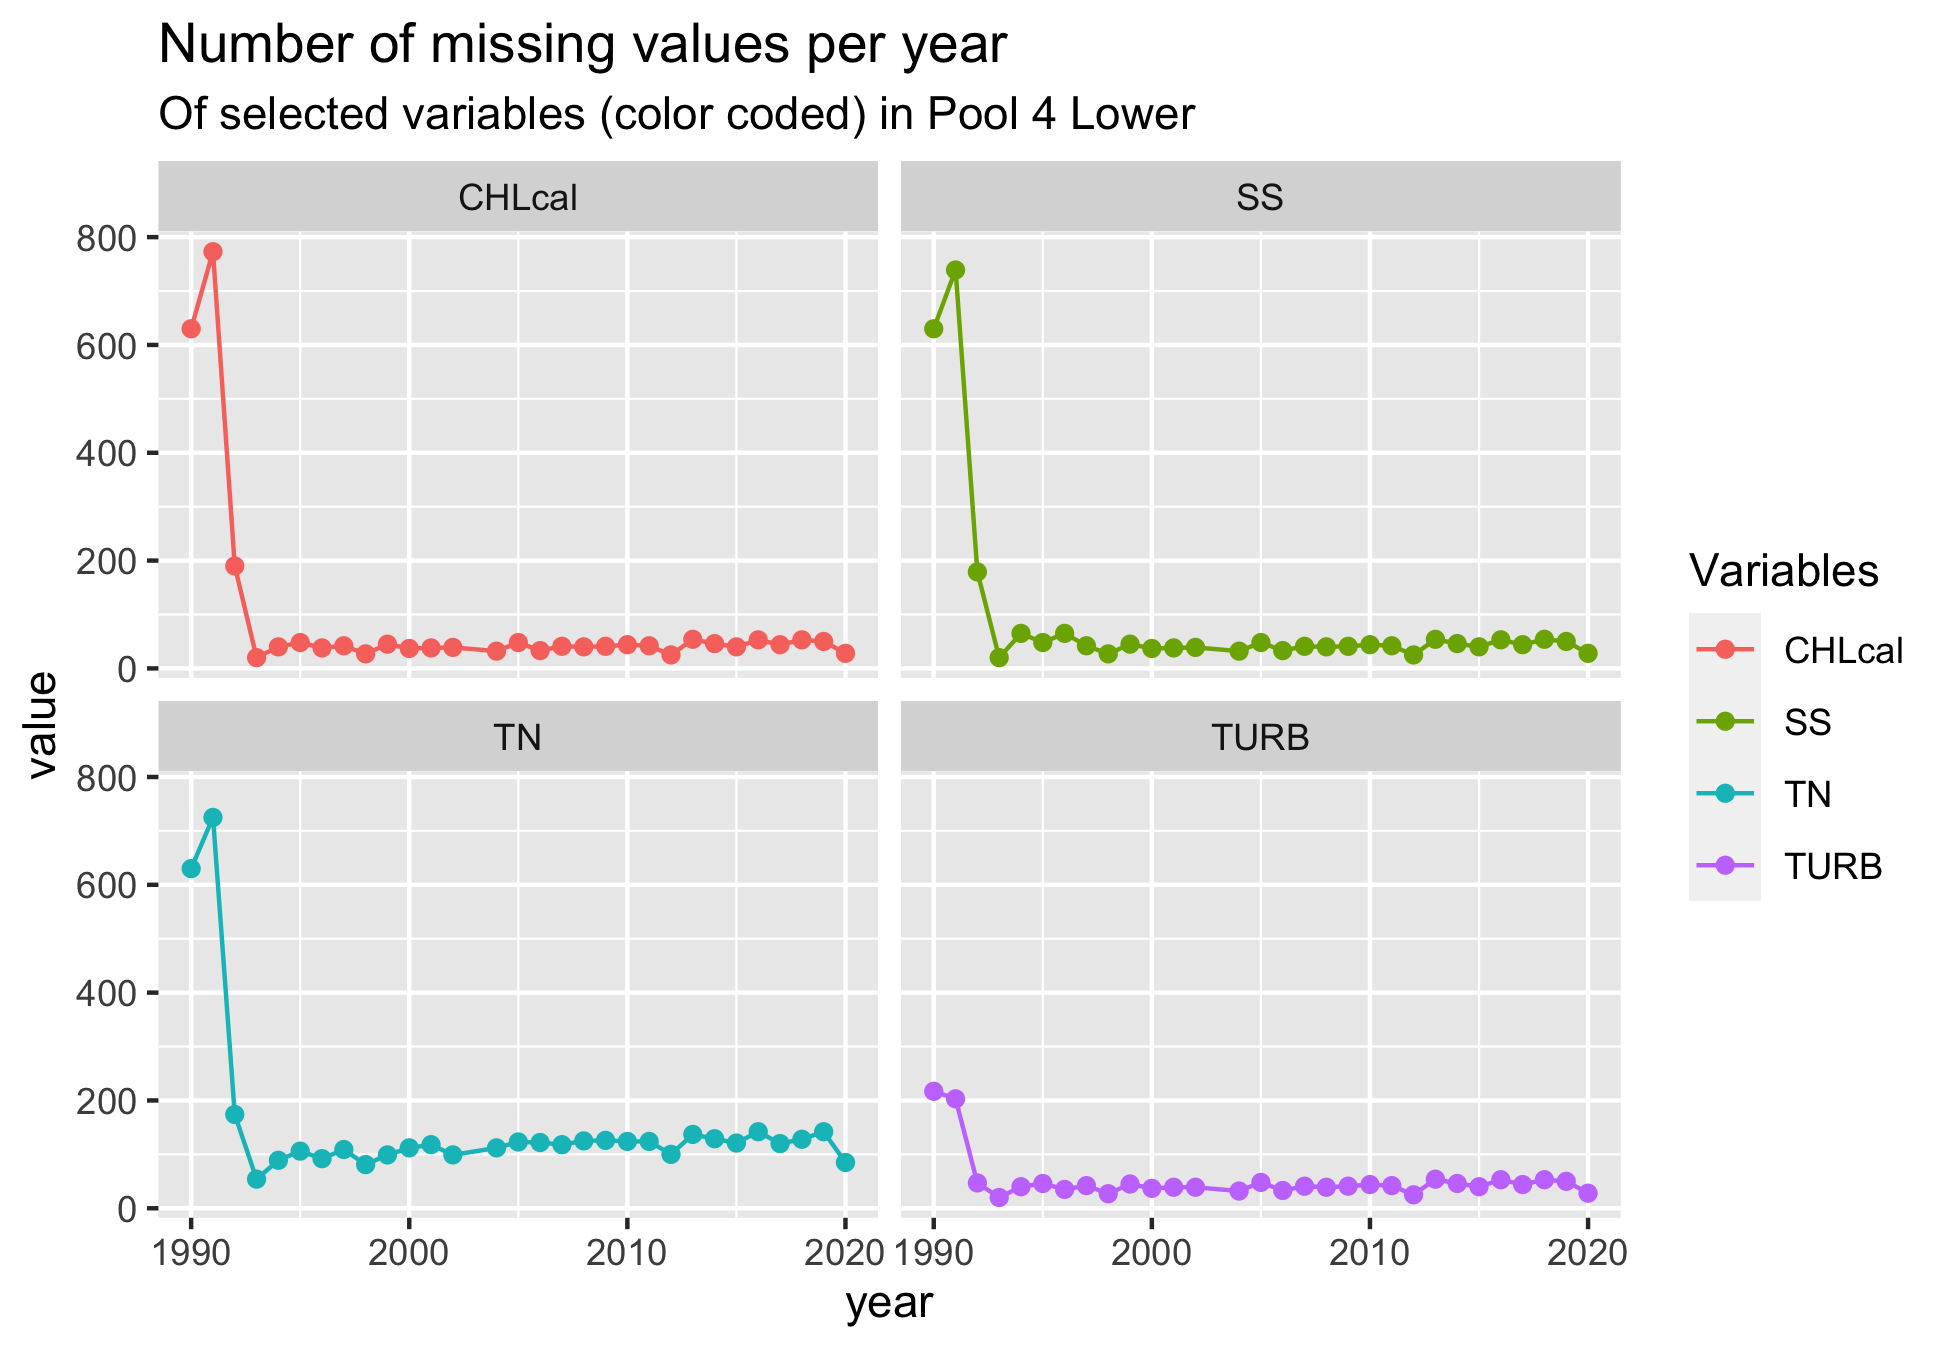 Number of missing values per year
Of selected variables (color coded) in Pool 4 Lower
CHLcal
SS
800
600
400
200
0
TN
TURB
800
600
400
200
0
1990
2000
2010
2020
1990
2000
2010
2020
value
year
Variables
CHLcal
SS
TN
TURB